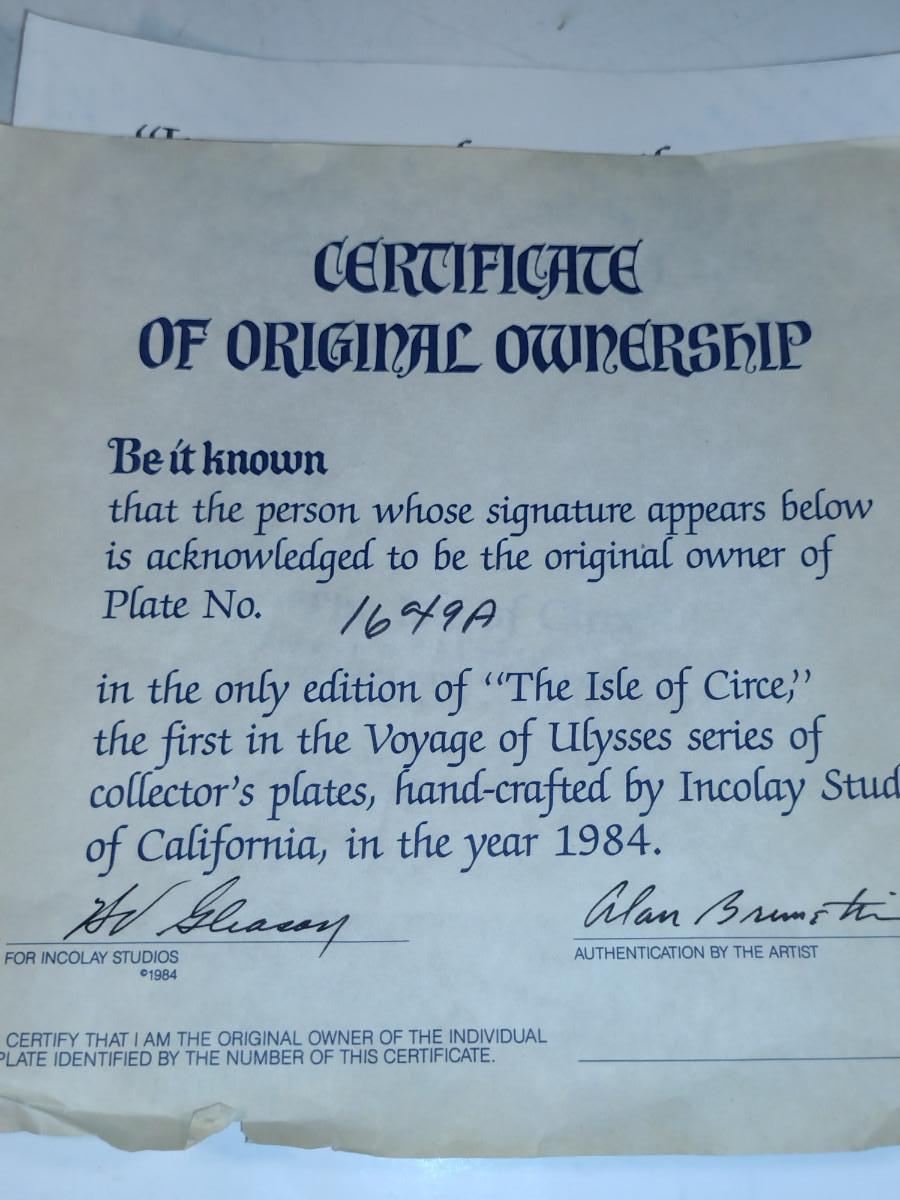 CERTIFICATE
OF ORIGINAL OWNERSHIP
Be it known
that the person whose signature appears below
is acknowledged to be the original owner of
Plate No. 1649A
in the only edition of “The Isle of Circe,”
the first in the Voyage of Ulysses series of
collector's plates, hand-crafted by Incolay Stud
of California, in the year 1984.
Gleason
Alan
FOR INCOLAY STUDIOS
©1984
AUTHENTICATION BY THE ARTIST
CERTIFY THAT I AM THE ORIGINAL OWNER OF THE INDIVIDUAL
PLATE IDENTIFIED BY THE NUMBER OF THIS CERTIFICATE.